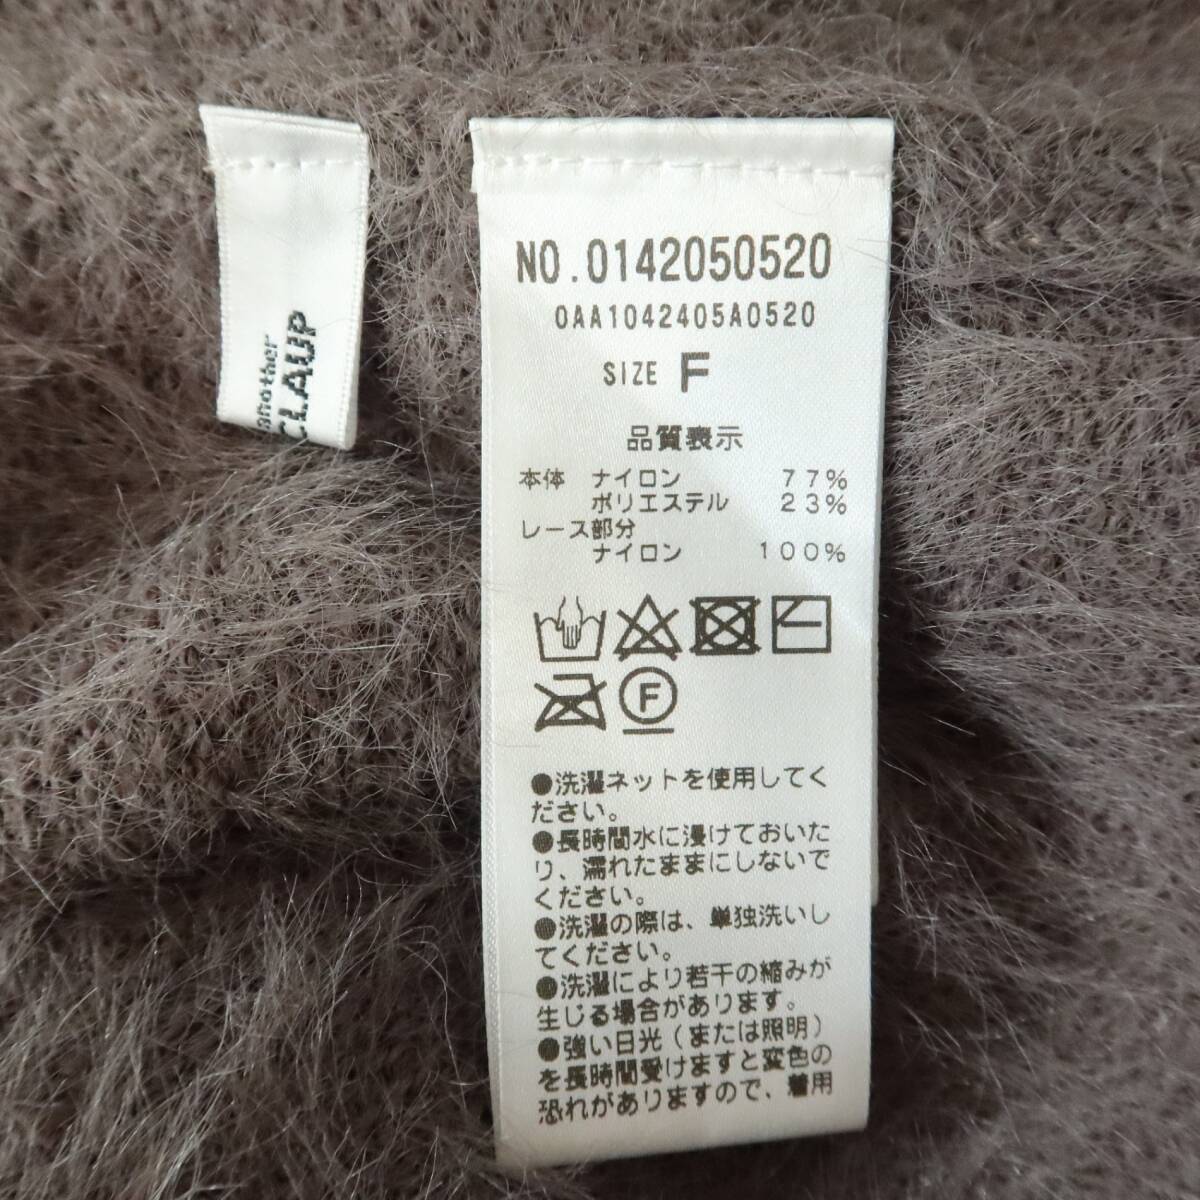 another
CLAUP
NO.0142050520
0AA1042405A0520
SIZE F
品質表示
本体 ナイロン 77%
ポリエステル 23%
レース部分
ナイロン 100%
F
●洗濯ネットを使用してく
ださい。
●長時間水に浸けておいた
り、濡れたままにしないで
ください。
●洗濯の際は、単独洗いし
てください。
●洗濯により若干の縮みが
生じる場合があります。
●強い日光(または照明)
を長時間受けますと変色の
恐れがありますので、着用